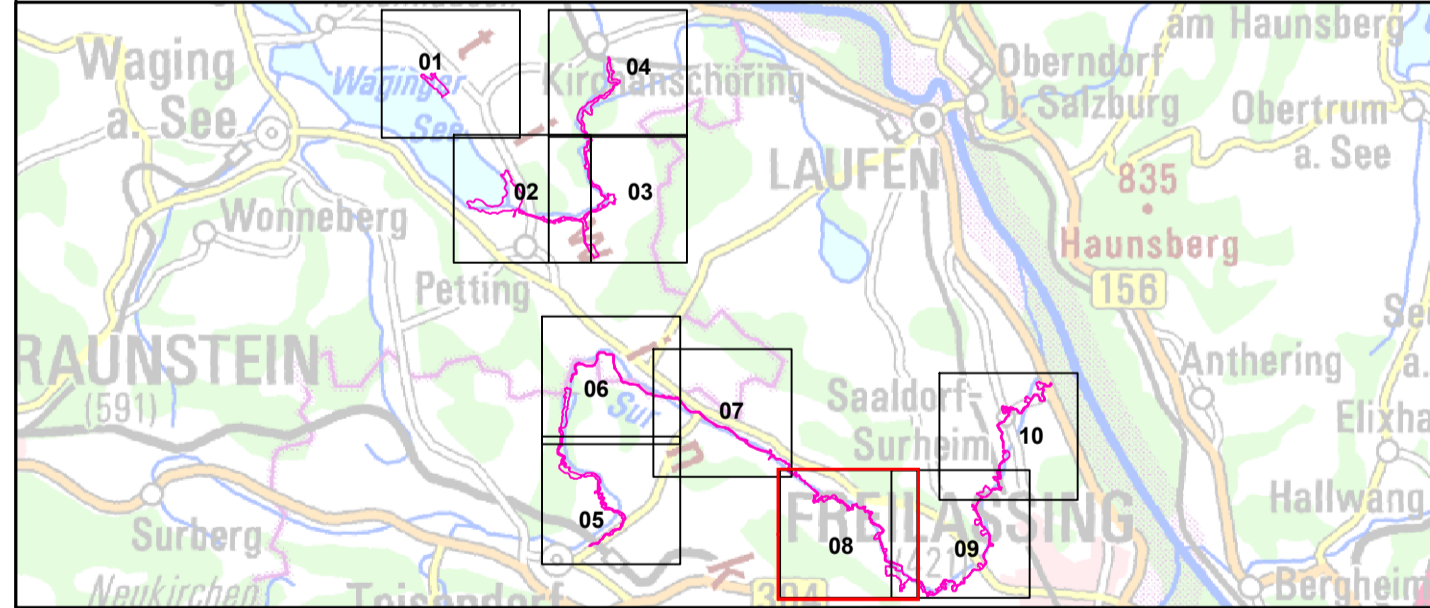 am Haunsberg
Waging
a. See
01
04
Waginger
See
Kirchanschöring
Oberndorf
b. Salzburg
Obertrum
a. See
LAUFEN
02
03
835
Haunsberg
Wonneberg
Petting
156
RAUNSTEIN
(591)
06
Sur
07
Saaldorf-
Surheim
10
Anthering
a.
Elixha
Hallwang
05
FREILASSING
08
09
Surberg
Neukirchen
Teisendorf
304
Bergheim